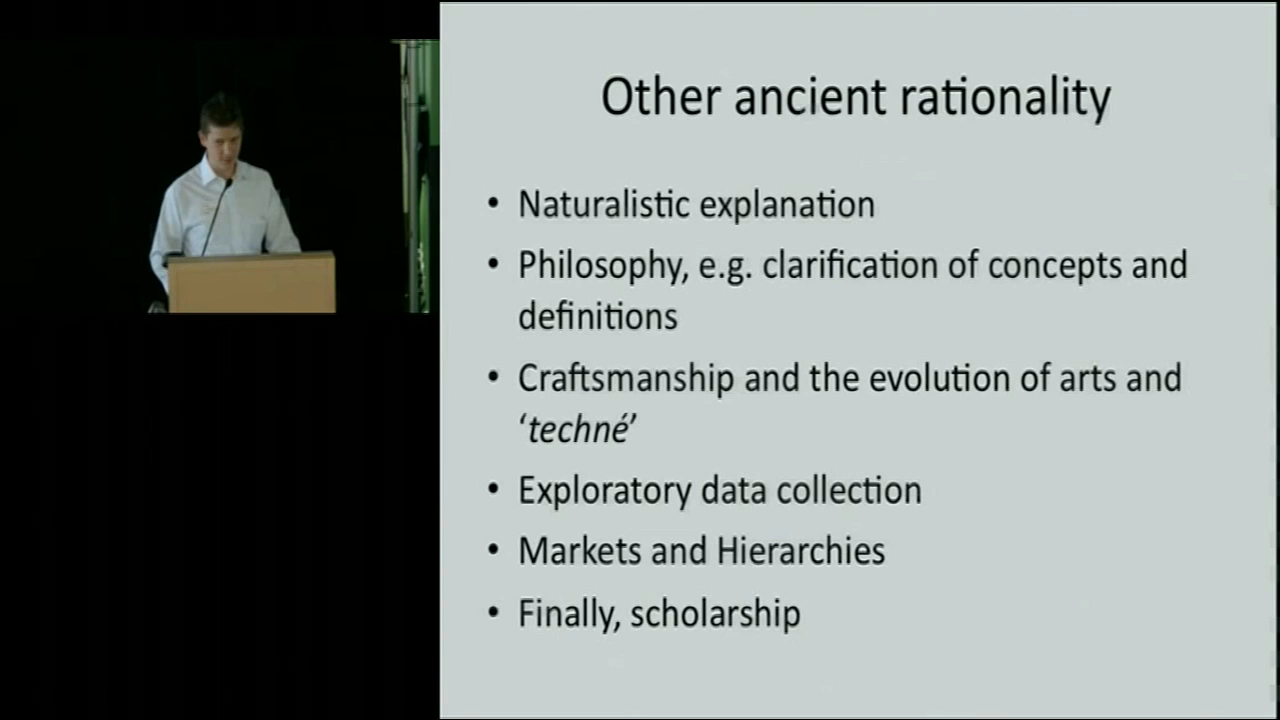 Other ancient rationality
• Naturalistic explanation
• Philosophy, e.g. clarification of concepts and
definitions
• Craftsmanship and the evolution of arts and
‘techné’
• Exploratory data collection
• Markets and Hierarchies
• Finally, scholarship